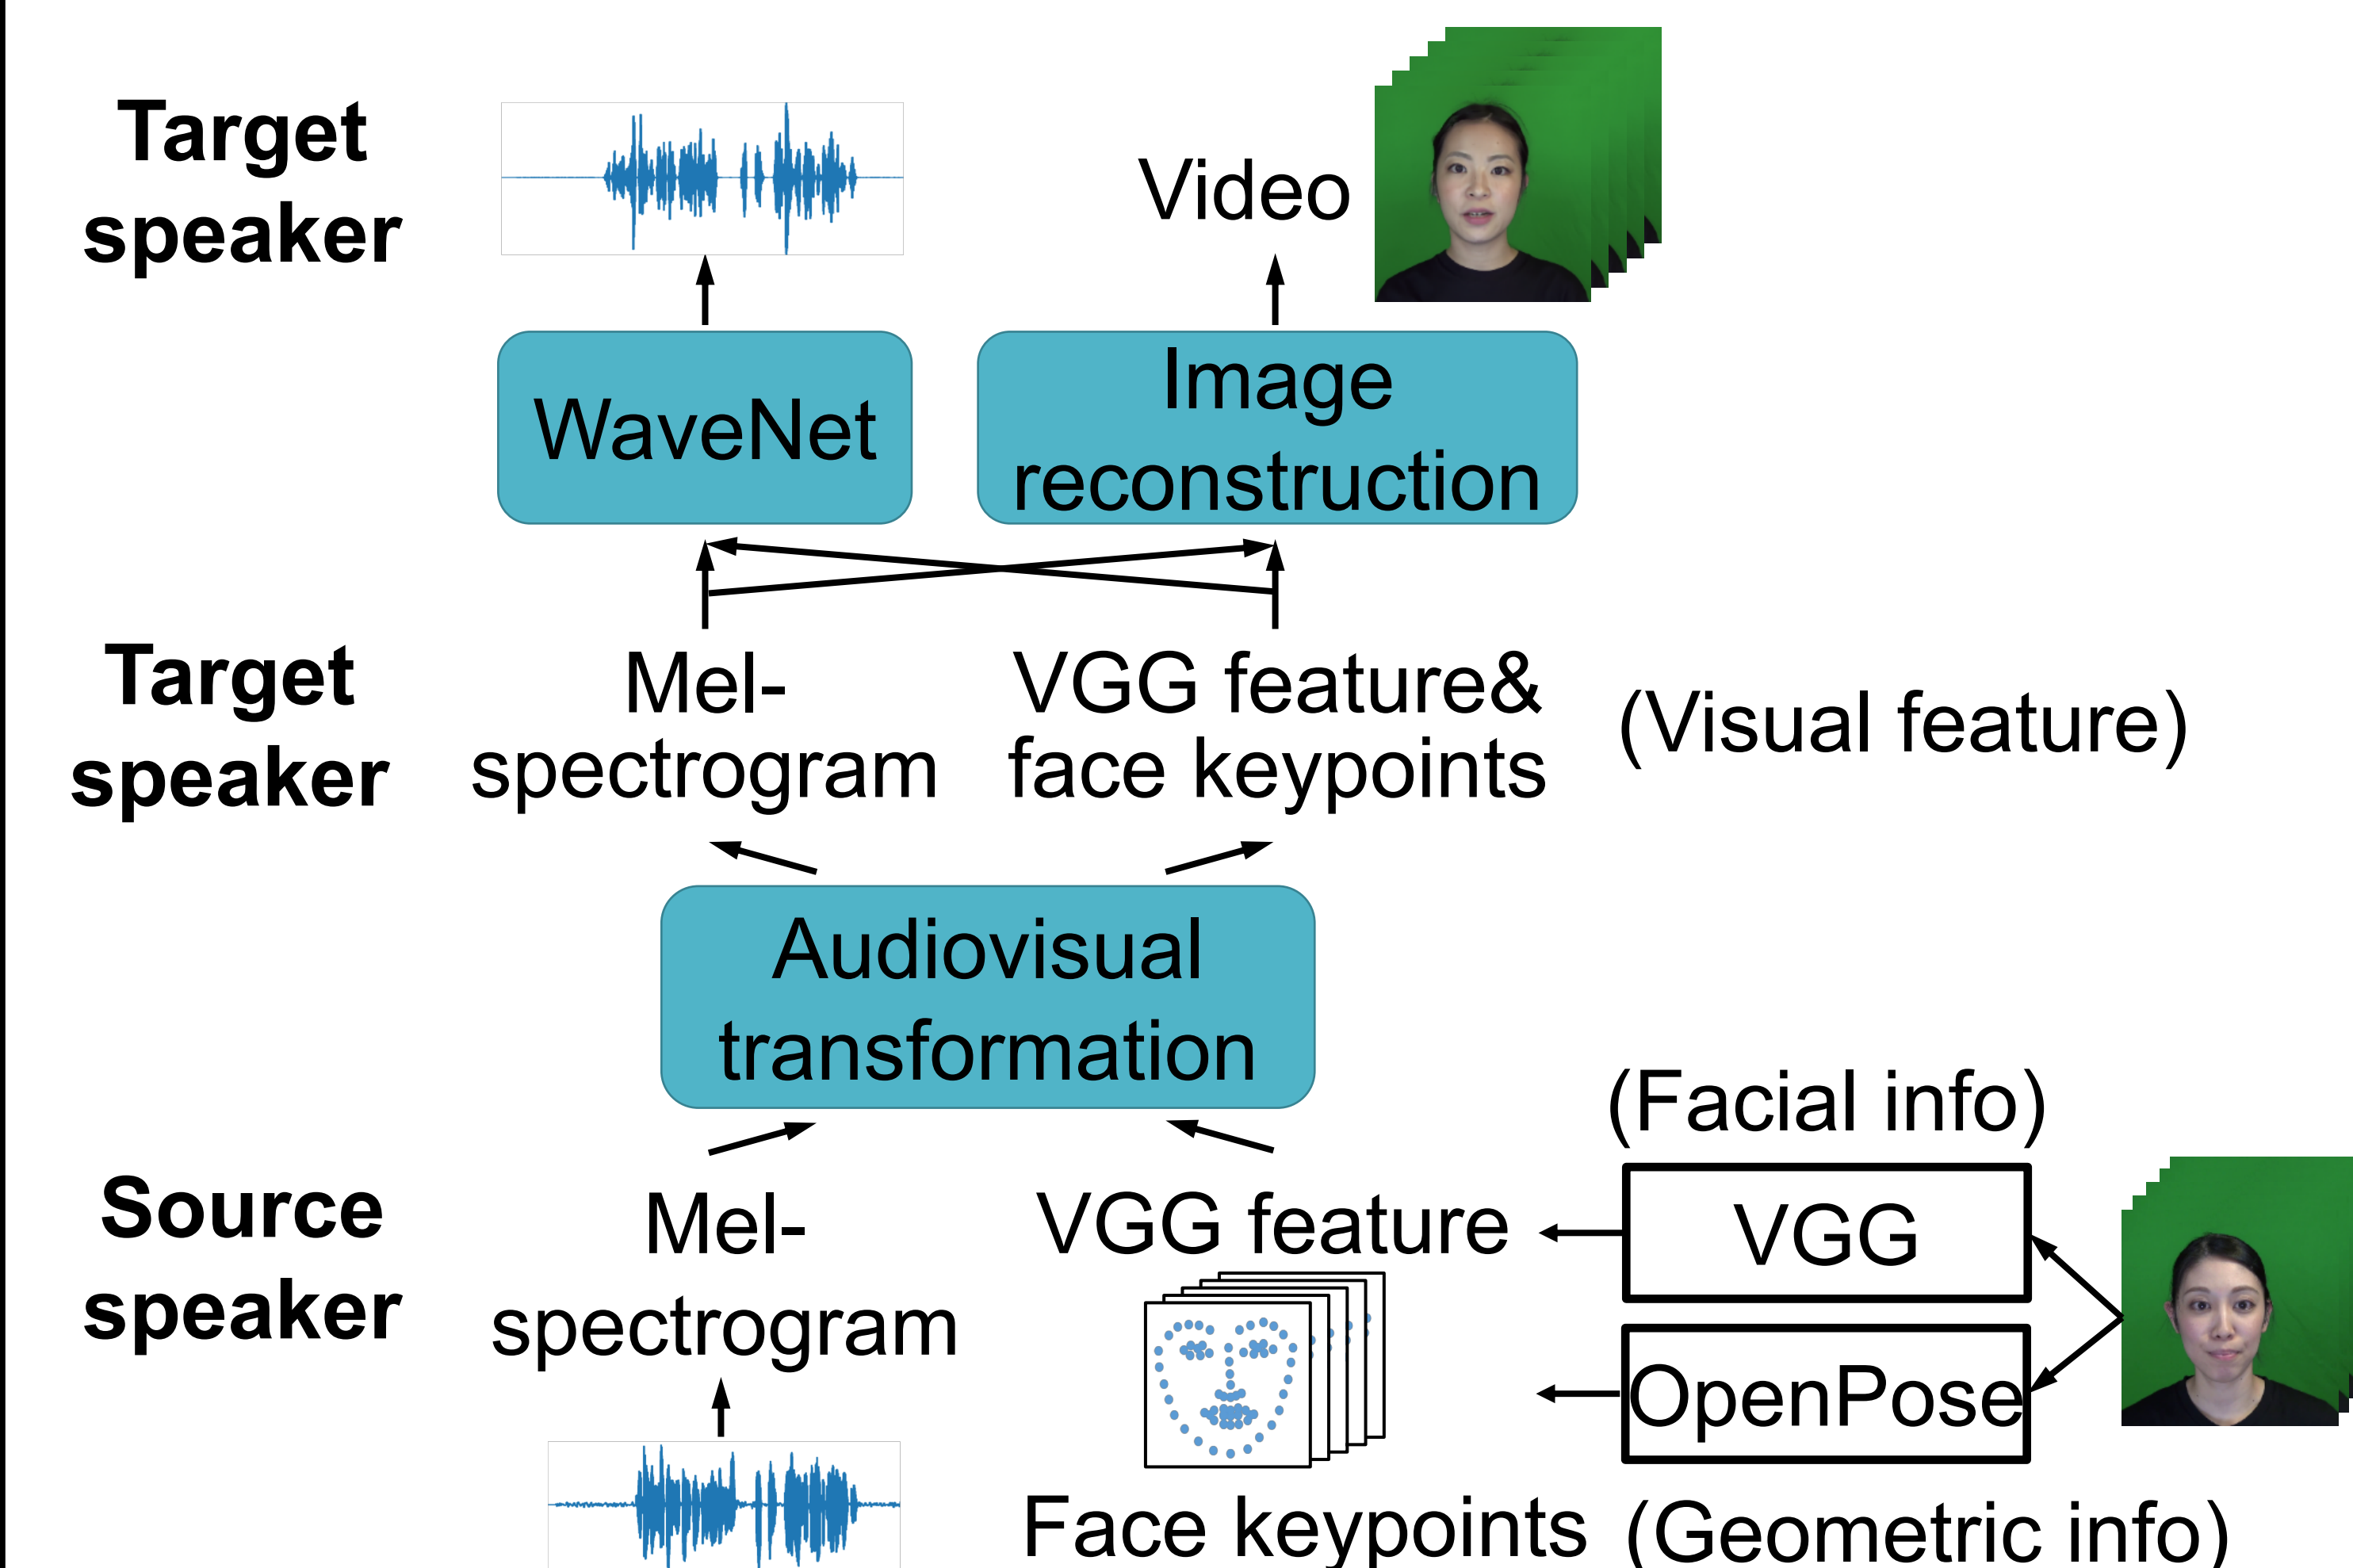 Target
speaker
Video
WaveNet
Image
reconstruction
Target
speaker
Mel-
spectrogram
VGG feature&
face keypoints
(Visual feature)
Audiovisual
transformation
(Facial info)
Source
speaker
Mel-
spectrogram
VGG feature
VGG
OpenPose
Face keypoints
(Geometric info)